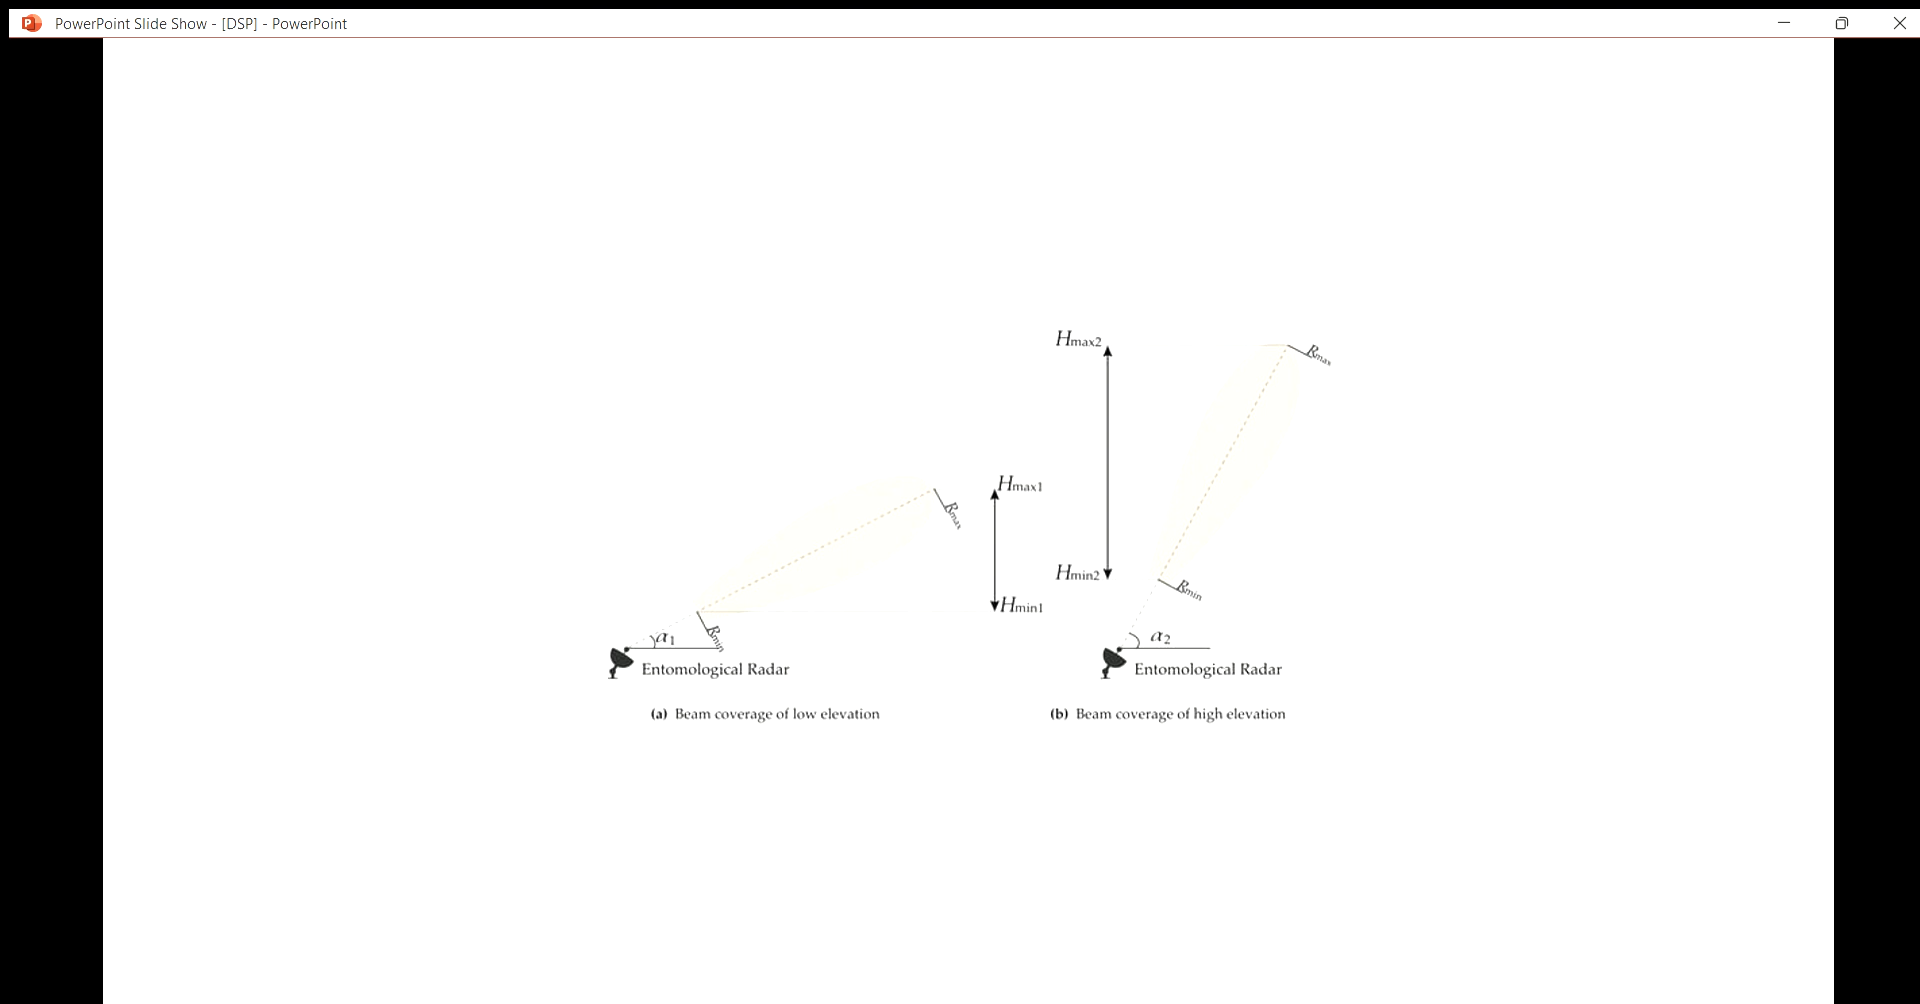 PowerPoint Slide Show - [DSP] - PowerPoint
Hmax2
Rmax
Hmax1
Rmax
Hmin2
Rmin
Hmin1
α1
Rmin
α2
Entomological Radar
Entomological Radar
(a) Beam coverage of low elevation
(b) Beam coverage of high elevation